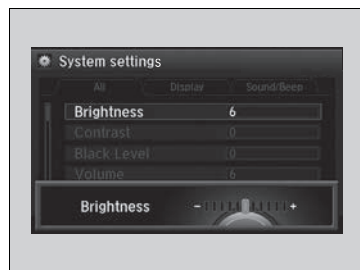 System settings
All Display Sound/Beep
Brightness 6
Contrast 0
Black Level 0
Volume 6
Brightness - +